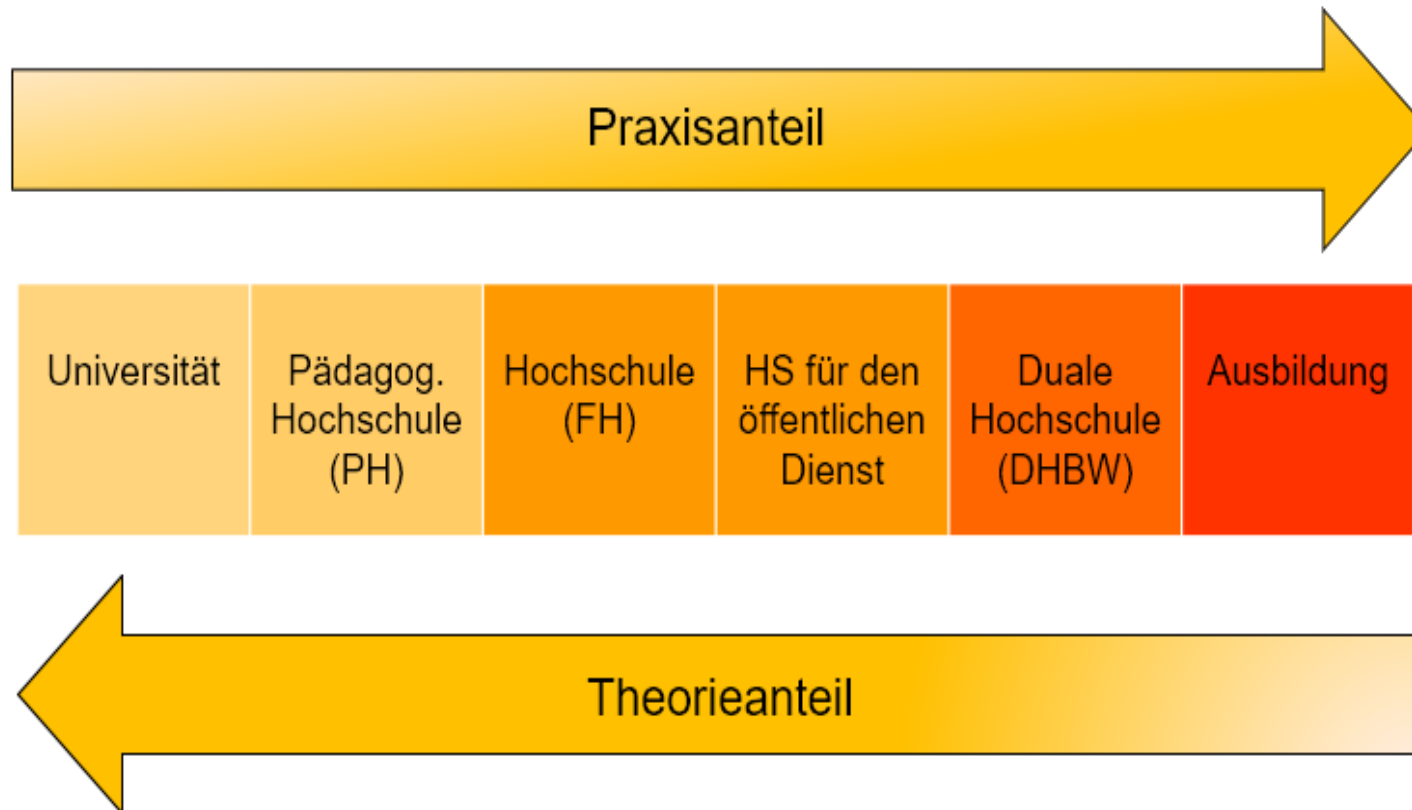 Praxisanteil
Universität
Pädagog.
Hochschule
(PH)
Hochschule
(FH)
HS für den
öffentlichen
Dienst
Duale
Hochschule
(DHBW)
Ausbildung
Theorieanteil